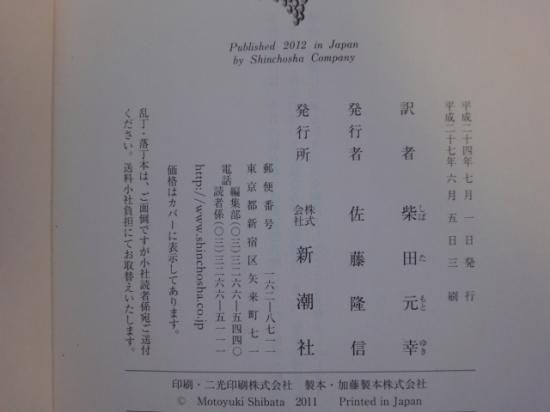 Published 2012 in Japan
by Shinchosha Company
平成二十四年七月一日発行
平成二十七年六月五日三刷
訳者 柴田元幸
しばたもとゆき
発行者 佐藤隆信
発行所 株式会社 新潮社
郵便番号 一六二―八七一一
東京都新宿区矢来町七一
電話 編集部(〇三)三二六六―五四四〇
読者係(〇三)三二六六―五一一一
http://www.shinchosha.co.jp
価格はカバーに表示してあります。
乱丁・落丁本は、ご面倒ですが小社読者係宛ご送付
ください。送料小社負担にてお取替えいたします。
印刷・二光印刷株式会社 製本・加藤製本株式会社
© Motoyuki Shibata 2011 Printed in Japan